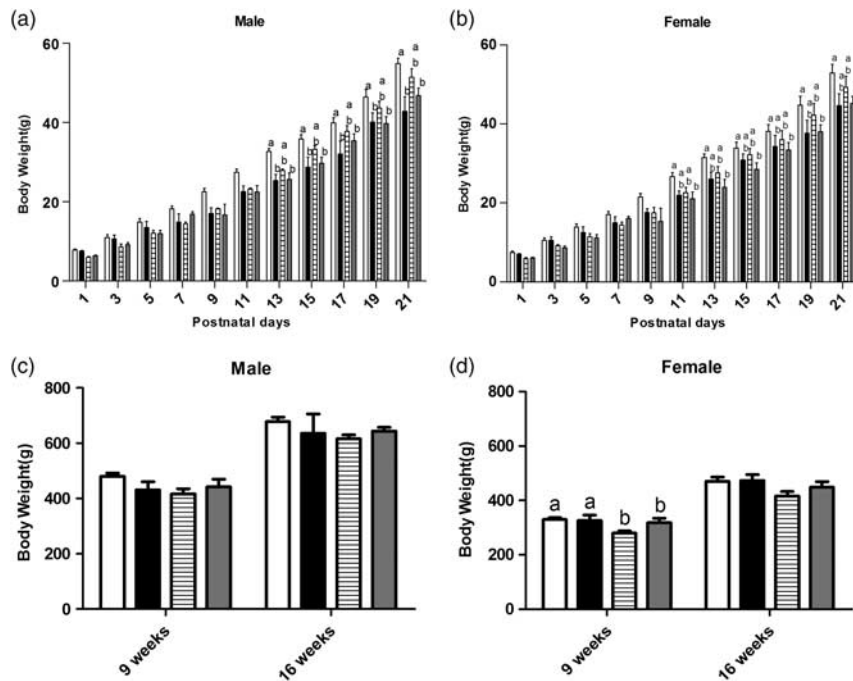 (a)
Male
Body Weight(g)
60
40
20
0
a a
b b
a a
b b
a a
b b
a a
b b
a a
b b
1 3 5 7 9 11 13 15 17 19 21
Postnatal days
(b)
Female
Body Weight(g)
60
40
20
0
1 3 5 7 9 11 13 15 17 19 21
Postnatal days
(c)
Male
Body Weight(g)
800
600
400
200
0
9 weeks
16 weeks
(d)
Female
Body Weight(g)
800
600
400
200
0
a a b b
9 weeks
16 weeks